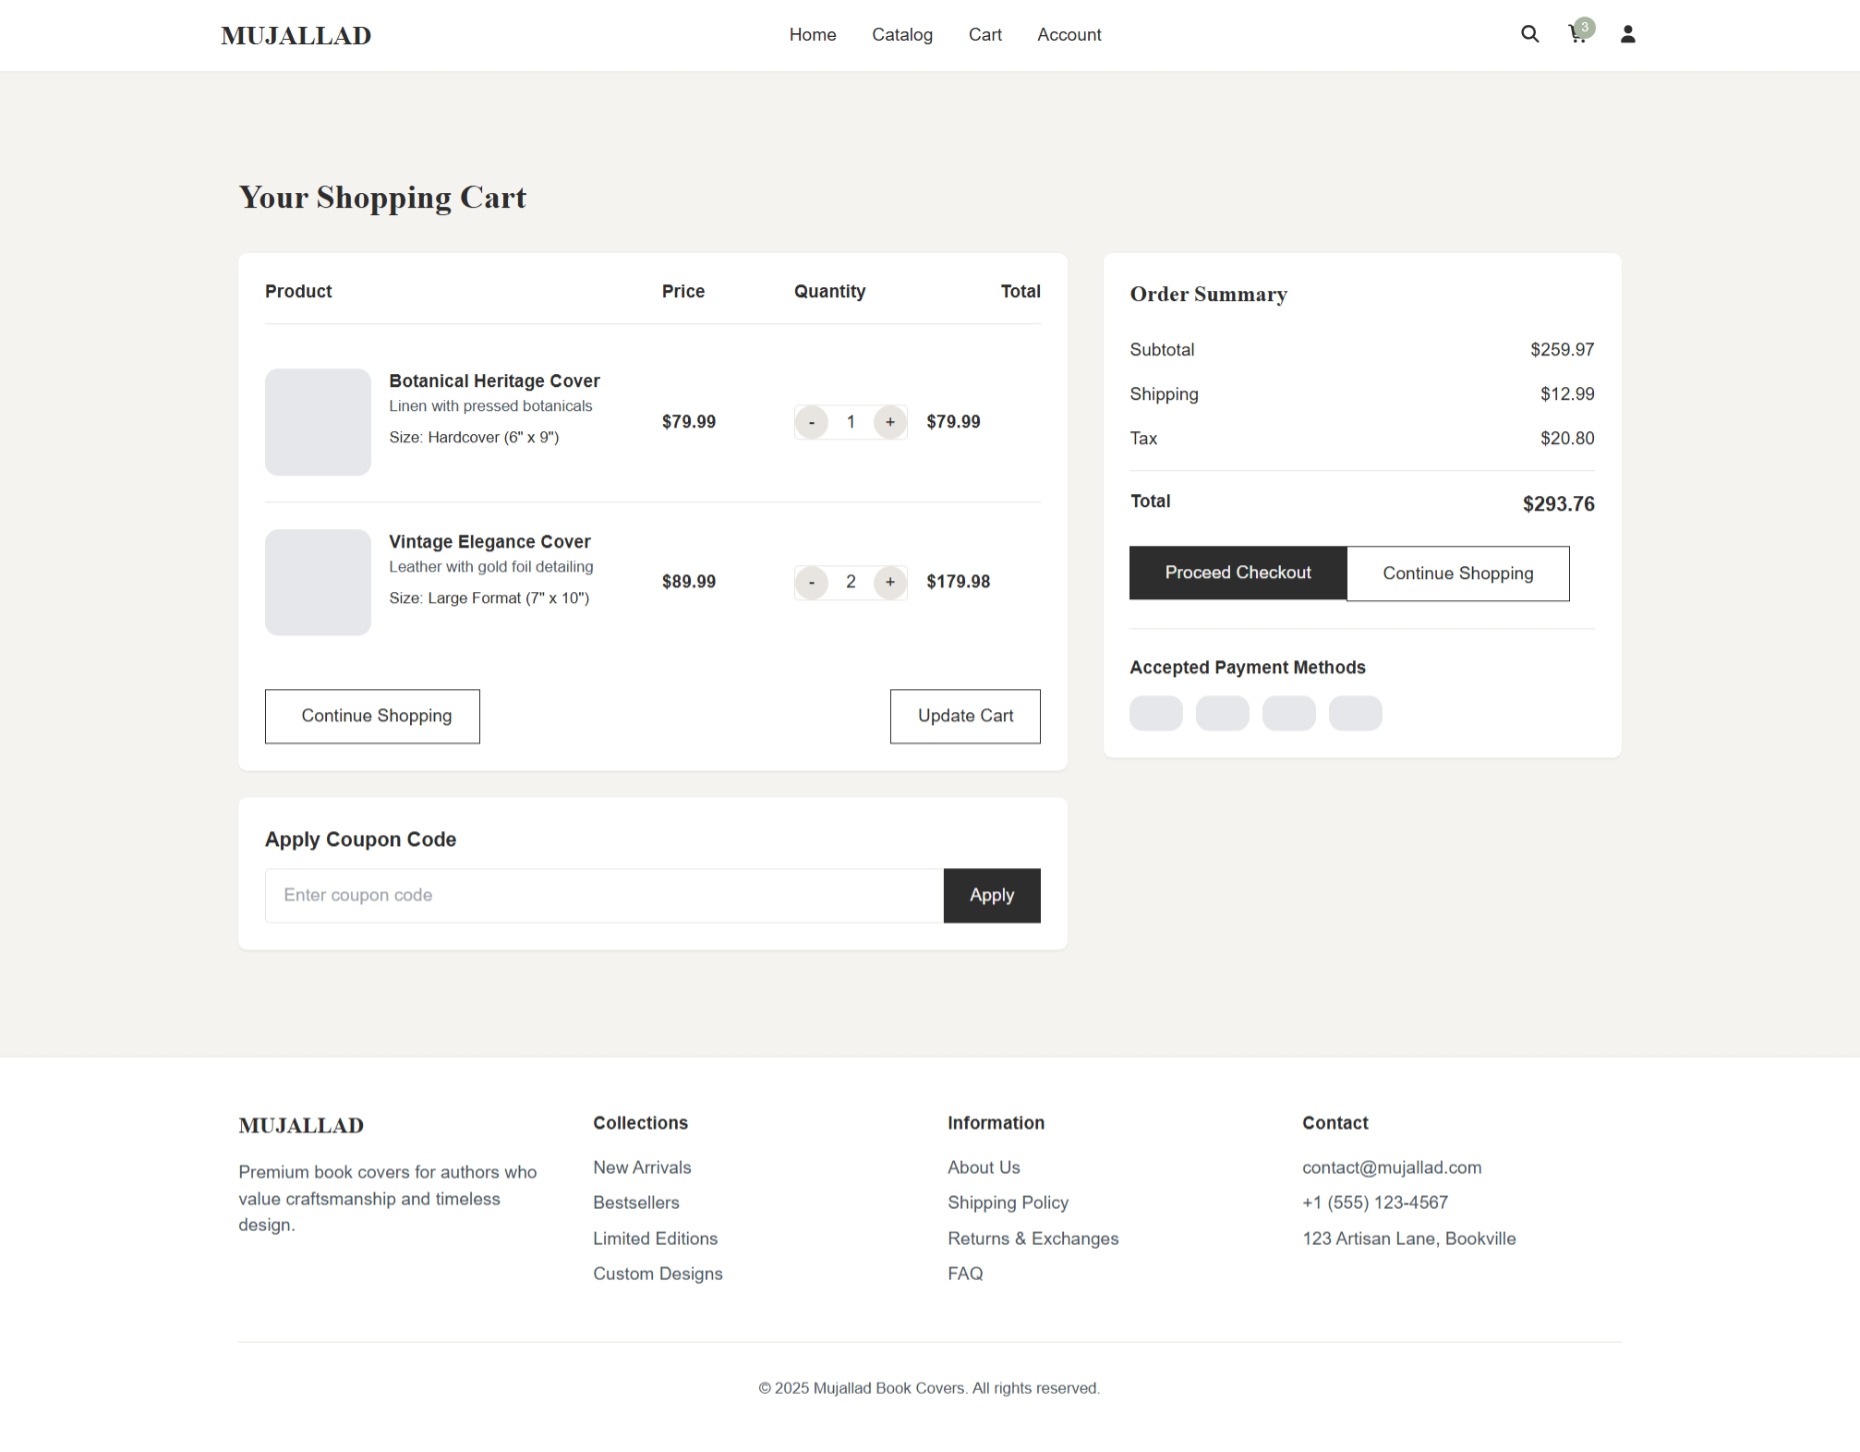 MUJALLAD
Home Catalog Cart Account
3
Your Shopping Cart
Product Price Quantity Total
Botanical Heritage Cover
Linen with pressed botanicals
Size: Hardcover (6" x 9")
$79.99 - 1 + $79.99
Vintage Elegance Cover
Leather with gold foil detailing
Size: Large Format (7" x 10")
$89.99 - 2 + $179.98
Continue Shopping Update Cart
Apply Coupon Code
Enter coupon code Apply
Order Summary
Subtotal $259.97
Shipping $12.99
Tax $20.80
Total $293.76
Proceed Checkout Continue Shopping
Accepted Payment Methods
MUJALLAD
Premium book covers for authors who
value craftsmanship and timeless
design.
Collections
New Arrivals
Bestsellers
Limited Editions
Custom Designs
Information
About Us
Shipping Policy
Returns & Exchanges
FAQ
Contact
contact@mujallad.com
+1 (555) 123-4567
123 Artisan Lane, Bookville
© 2025 Mujallad Book Covers. All rights reserved.